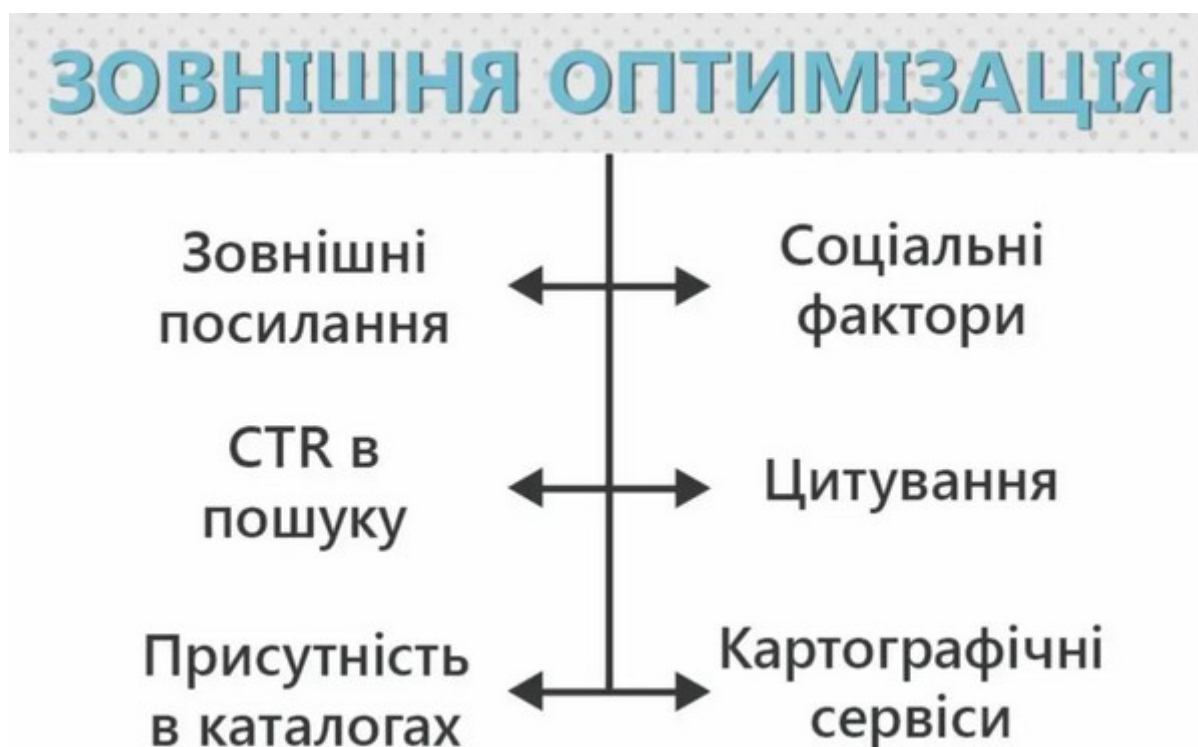 ЗОВНІШНЯ ОПТИМІЗАЦІЯ
Зовнішні
посилання
Соціальні
фактори
CTR в
пошуку
Цитування
Присутність
в каталогах
Картографічні
сервіси